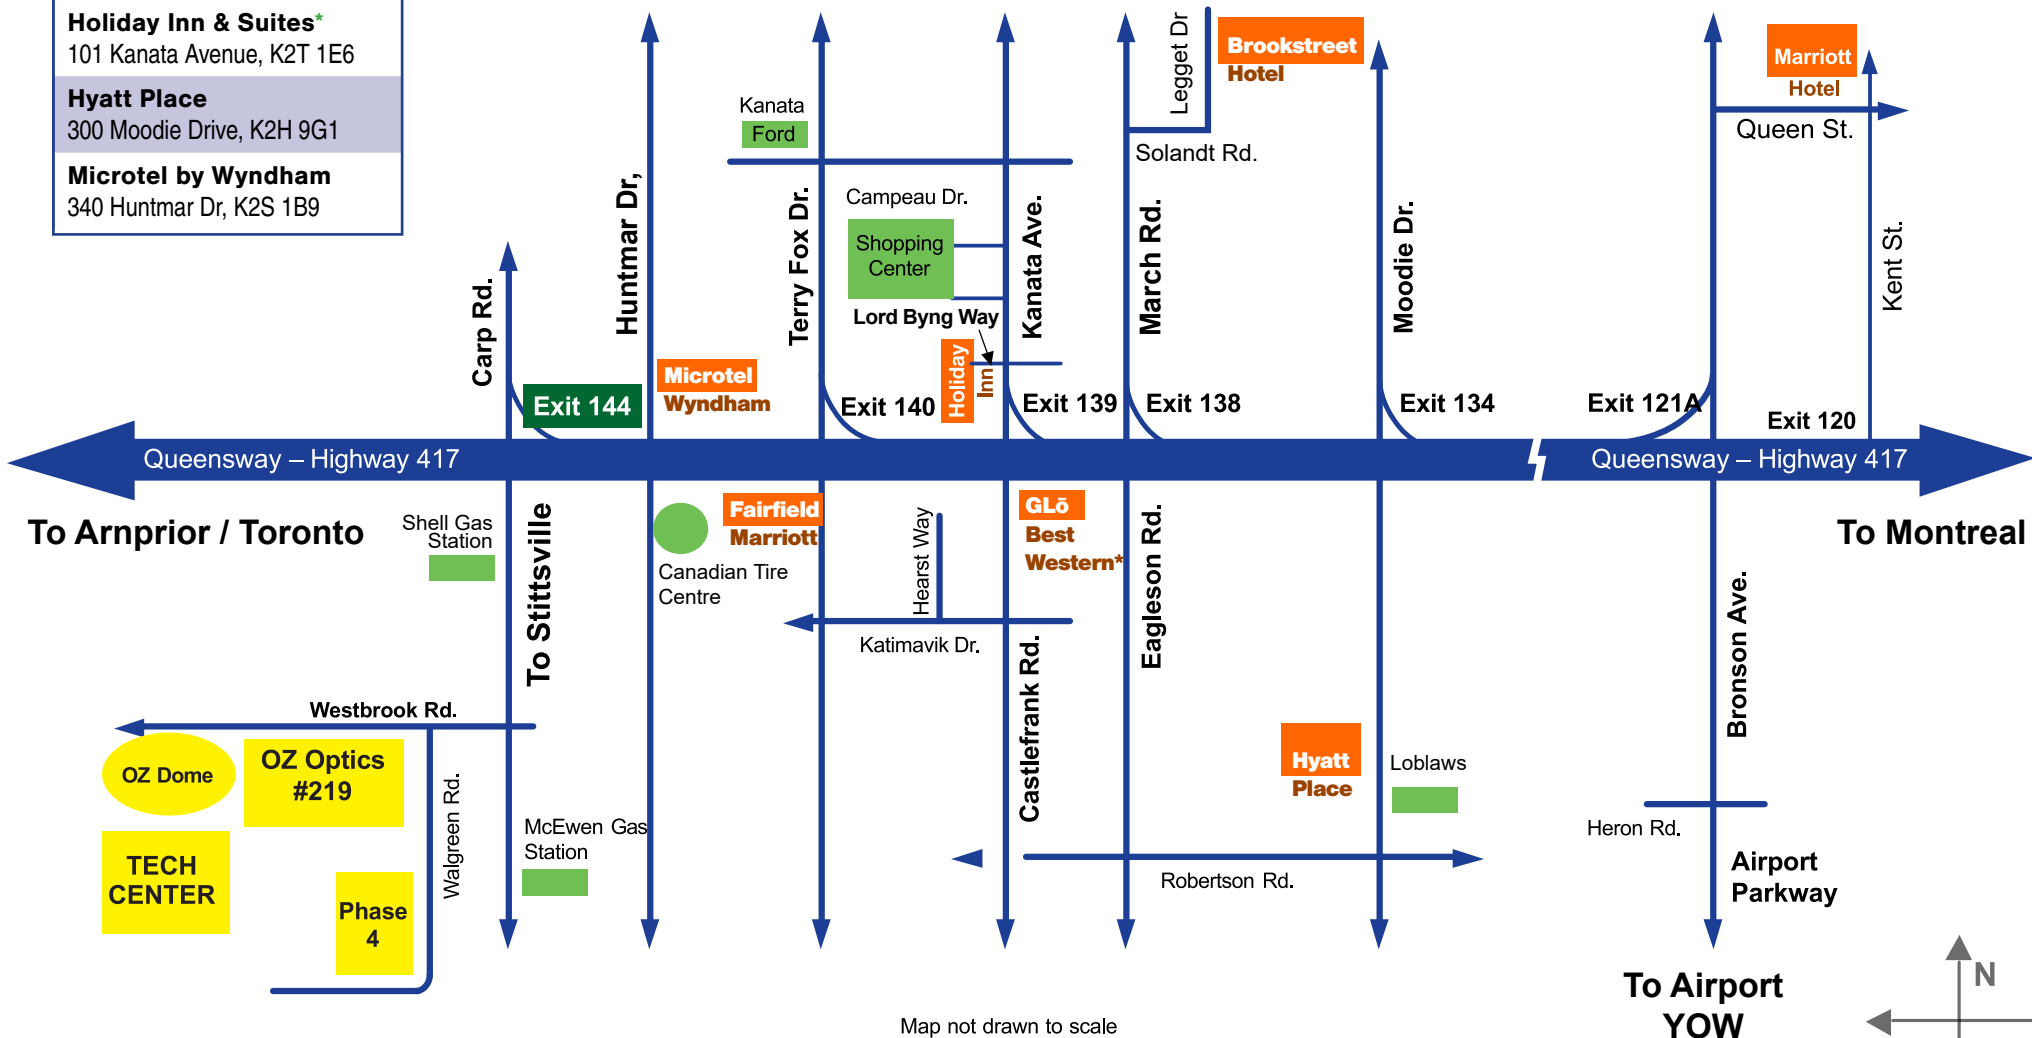 Holiday Inn & Suites*
101 Kanata Avenue, K2T 1E6
Hyatt Place
300 Moodie Drive, K2H 9G1
Microtel by Wyndham
340 Huntmar Dr, K2S 1B9
Carp Rd.
Huntmar Dr,
Kanata
Ford
Terry Fox Dr.
Campeau Dr.
Shopping
Center
Lord Byng Way
Kanata Ave.
March Rd.
Legget Dr
Solandt Rd.
Brookstreet
Hotel
Moodie Dr.
Marriott
Hotel
Queen St.
Kent St.
Exit 144
Microtel
Wyndham
Exit 140
Holiday
Inn
Exit 139
Exit 138
Exit 134
Exit 121A
Exit 120
Queensway – Highway 417
Queensway – Highway 417
To Arnprior / Toronto
To Montreal
Shell Gas
Station
To Stittsville
Fairfield
Marriott
Canadian Tire
Centre
Hearst Way
Katimavik Dr.
GLō
Best
Western*
Castlefrank Rd.
Eagleson Rd.
Bronson Ave.
Westbrook Rd.
OZ Dome
OZ Optics
#219
TECH
CENTER
Phase
4
Walgreen Rd.
McEwen Gas
Station
Hyatt
Place
Loblaws
Robertson Rd.
Heron Rd.
Airport
Parkway
To Airport
YOW
Map not drawn to scale
N